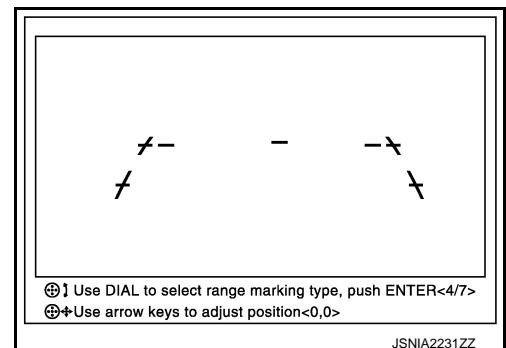 Use DIAL to select range marking type, push ENTER<4/7>
Use arrow keys to adjust position<0,0>
JSNIA2231ZZ